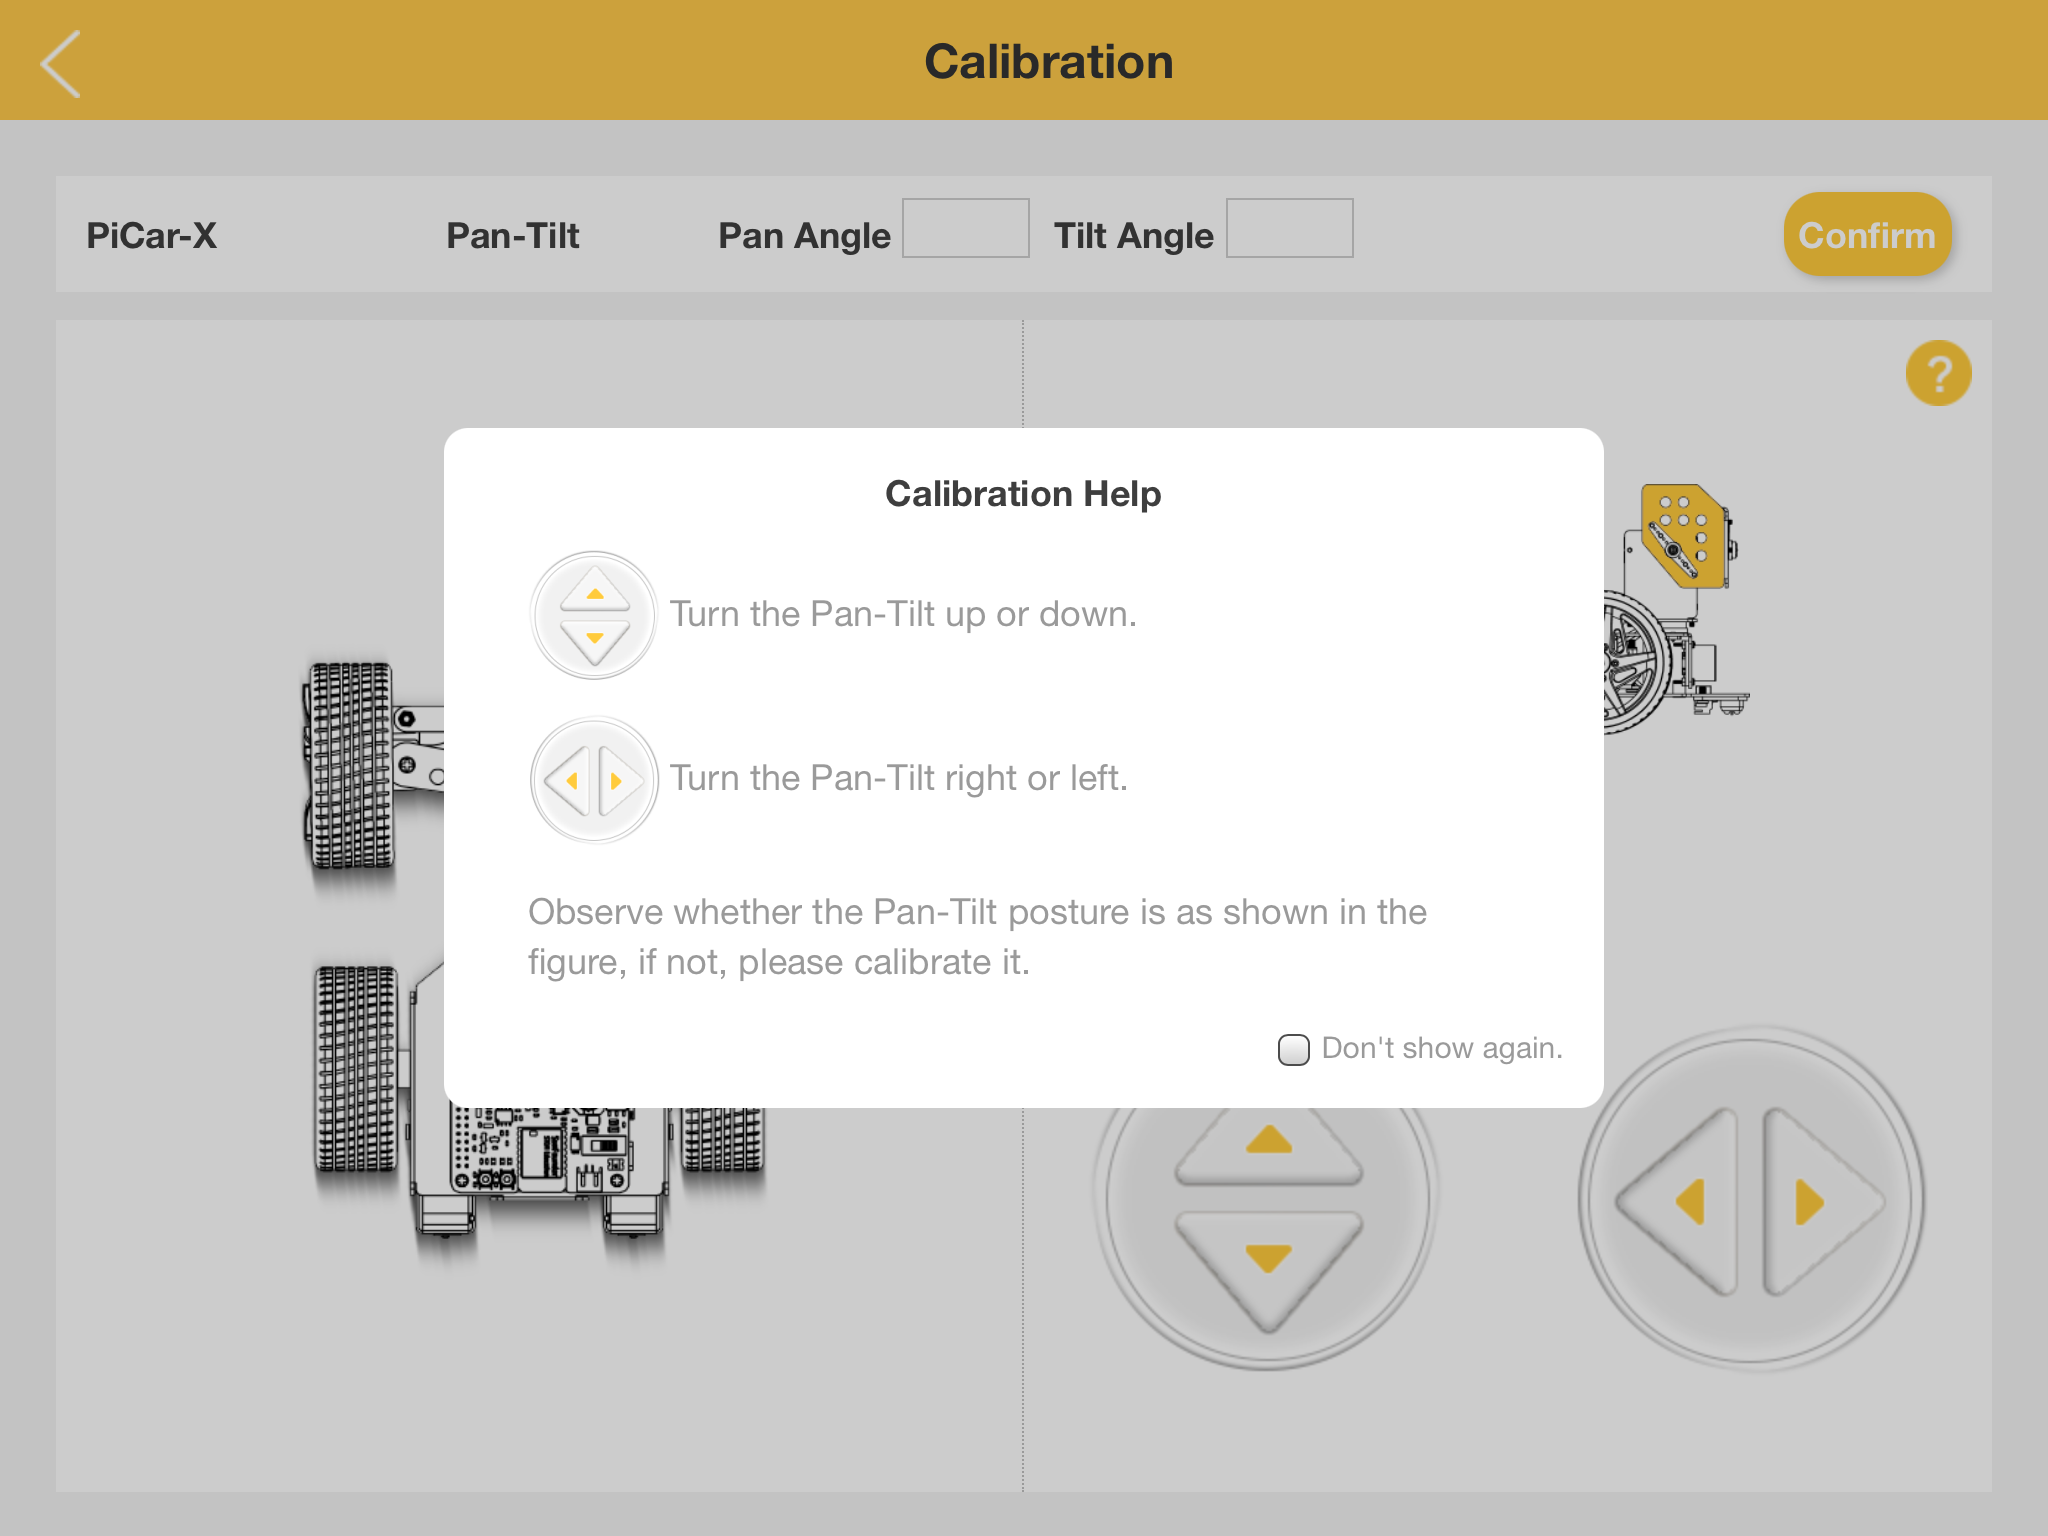 Calibration
PiCar-X Pan-Tilt Pan Angle Tilt Angle Confirm
?
Calibration Help
Turn the Pan-Tilt up or down.
Turn the Pan-Tilt right or left.
Observe whether the Pan-Tilt posture is as shown in the
figure, if not, please calibrate it.
Don't show again.